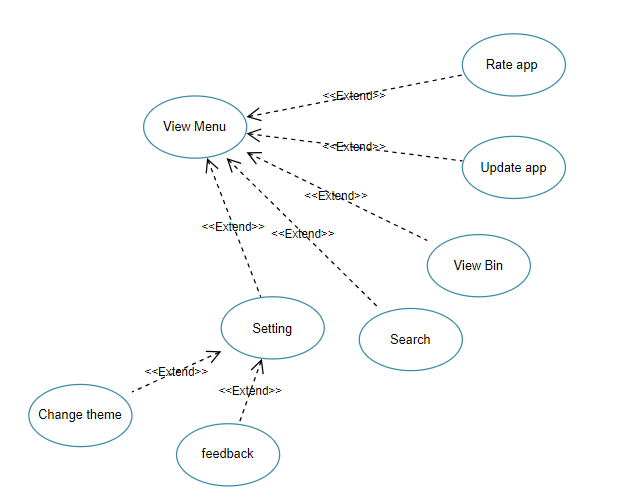 Rate app
<<Extend>>
View Menu
<<Extend>>
Update app
<<Extend>>
<<Extend>>
<<Extend>>
View Bin
Setting
Search
<<Extend>>
<<Extend>>
Change theme
feedback